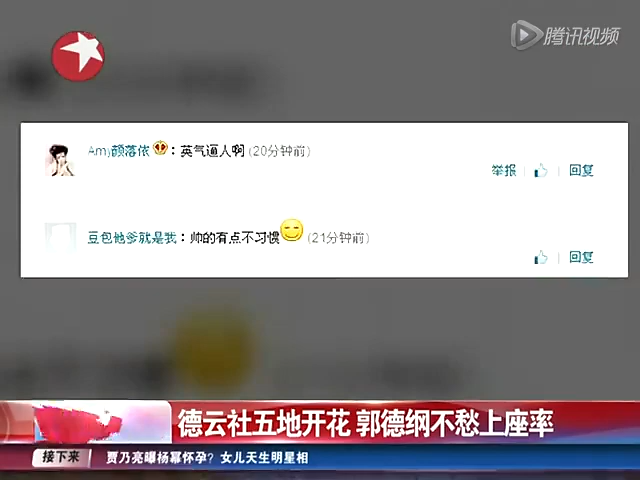 腾讯视频
Amy颜落依：英气逼人啊 (20分钟前)
举报 | 回复
豆包他爹就是我：帅的有点不习惯 (21分钟前)
| 回复
德云社五地开花 郭德纲不愁上座率
接下来 贾乃亮曝杨幂怀孕？女儿天生明星相